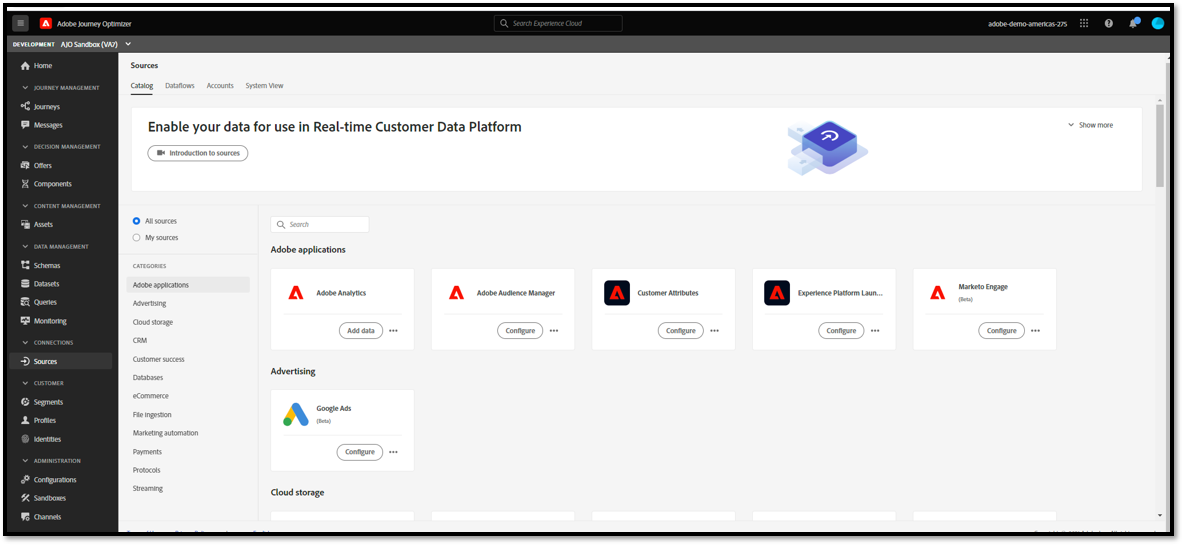 Adobe Journey Optimizer
Search Experience Cloud
adobe-demo-americas-275
DEVELOPMENT AJO Sandbox (VA7)
Home
JOURNEY MANAGEMENT
Journeys
Messages
DECISION MANAGEMENT
Offers
Components
CONTENT MANAGEMENT
Assets
DATA MANAGEMENT
Schemas
Datasets
Queries
Monitoring
CONNECTIONS
Sources
CUSTOMER
Segments
Profiles
Identities
ADMINISTRATION
Configurations
Sandboxes
Channels
Sources
Catalog Dataflows Accounts System View
Enable your data for use in Real-time Customer Data Platform
Introduction to sources
Show more
All sources
My sources
CATEGORIES
Adobe applications
Advertising
Cloud storage
CRM
Customer success
Databases
eCommerce
File ingestion
Marketing automation
Payments
Protocols
Streaming
Search
Adobe applications
Adobe Analytics
Add data
Adobe Audience Manager
Configure
Customer Attributes
Configure
Experience Platform Laun...
Configure
Marketo Engage
(Beta)
Configure
Advertising
Google Ads
(Beta)
Configure
Cloud storage